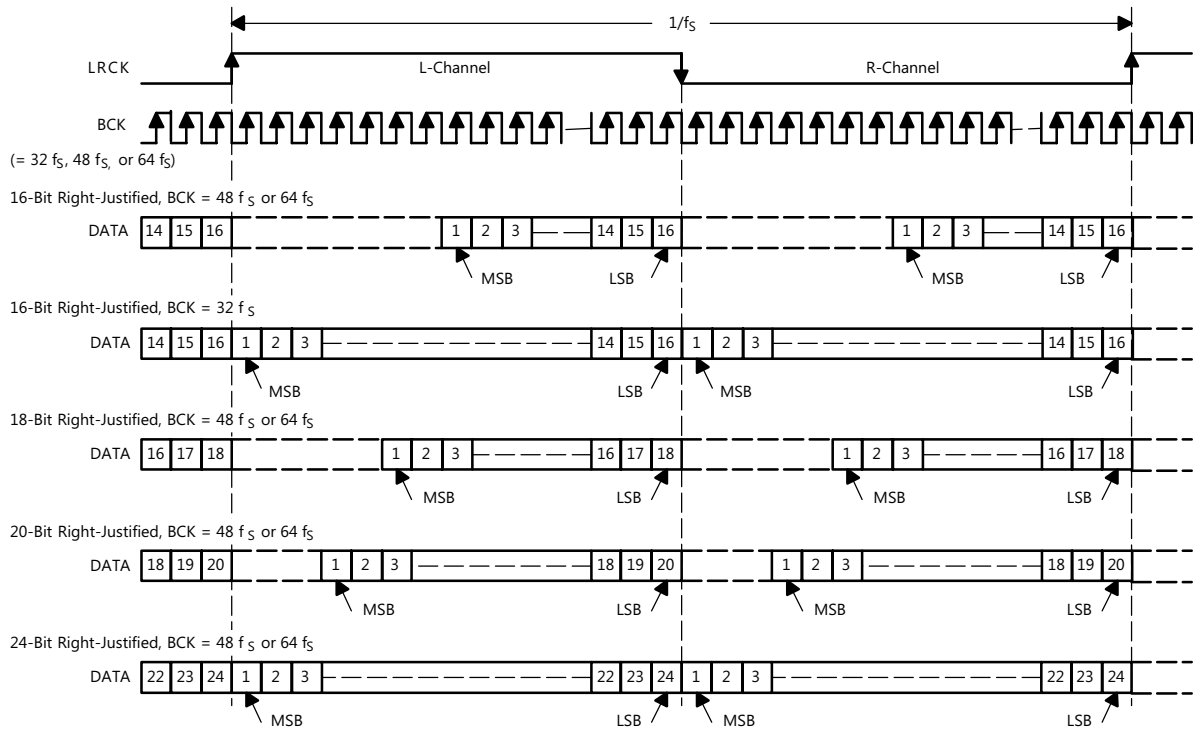 1/fS
LRCK L-Channel R-Channel
BCK
(= 32 fS, 48 fS, or 64 fS)
16-Bit Right-Justified, BCK = 48 f S or 64 fS
DATA 14 15 16 1 2 3 14 15 16 1 2 3 14 15 16
MSB LSB MSB LSB
16-Bit Right-Justified, BCK = 32 f S
DATA 14 15 16 1 2 3 14 15 16 1 2 3 14 15 16
MSB LSB MSB LSB
18-Bit Right-Justified, BCK = 48 f S or 64 fS
DATA 16 17 18 1 2 3 16 17 18 1 2 3 16 17 18
MSB LSB MSB LSB
20-Bit Right-Justified, BCK = 48 f S or 64 fS
DATA 18 19 20 1 2 3 18 19 20 1 2 3 18 19 20
MSB LSB MSB LSB
24-Bit Right-Justified, BCK = 48 f S or 64 fS
DATA 22 23 24 1 2 3 22 23 24 1 2 3 22 23 24
MSB LSB MSB LSB